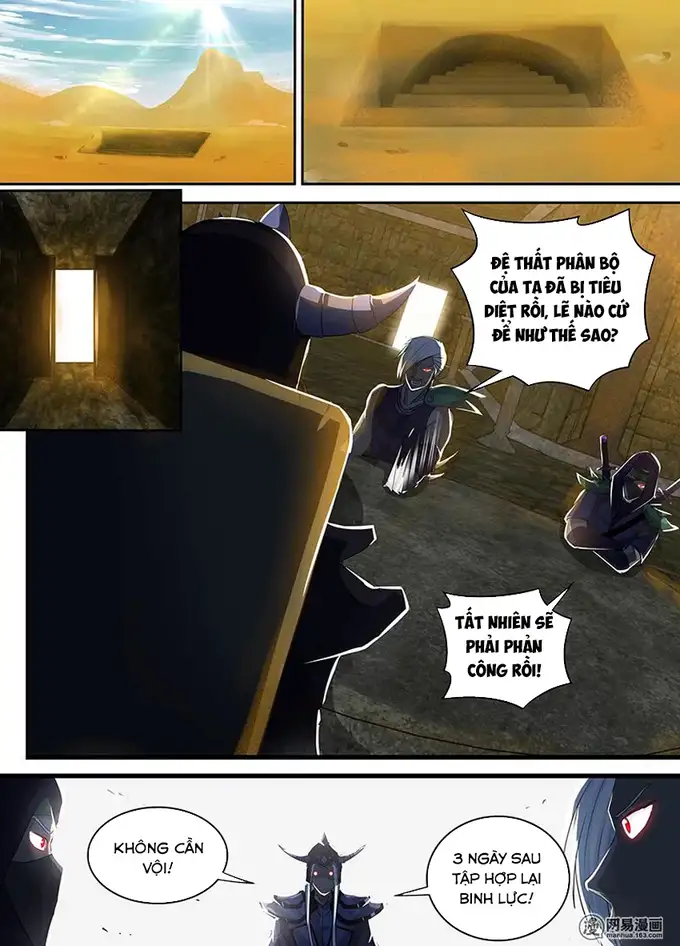 ĐỆ THẤT PHÂN BỘ
CỦA TA ĐÃ BỊ TIÊU
DIỆT RỒI, LẼ NÀO CỨ
ĐỂ NHƯ THẾ SAO?
TẤT NHIÊN SẼ
PHẢI PHẢN
CÔNG RỒI!
KHÔNG CẦN
VỘI!
3 NGÀY SAU
TẬP HỢP LẠI
BINH LỰC!
网易漫画
manhua.163.com